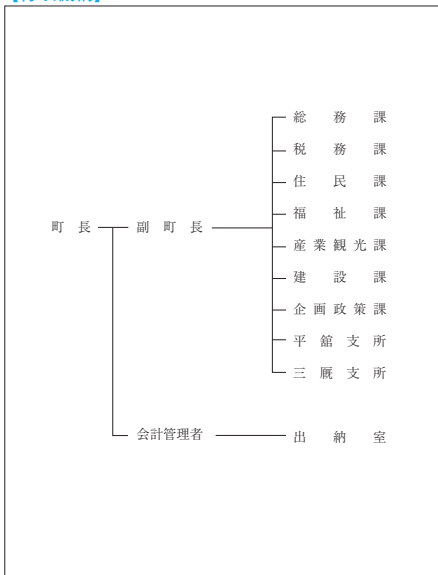 総務課
税務課
住民課
福祉課
町長 副町長
産業観光課
建設課
企画政策課
平舘支所
三厩支所
会計管理者 出納室